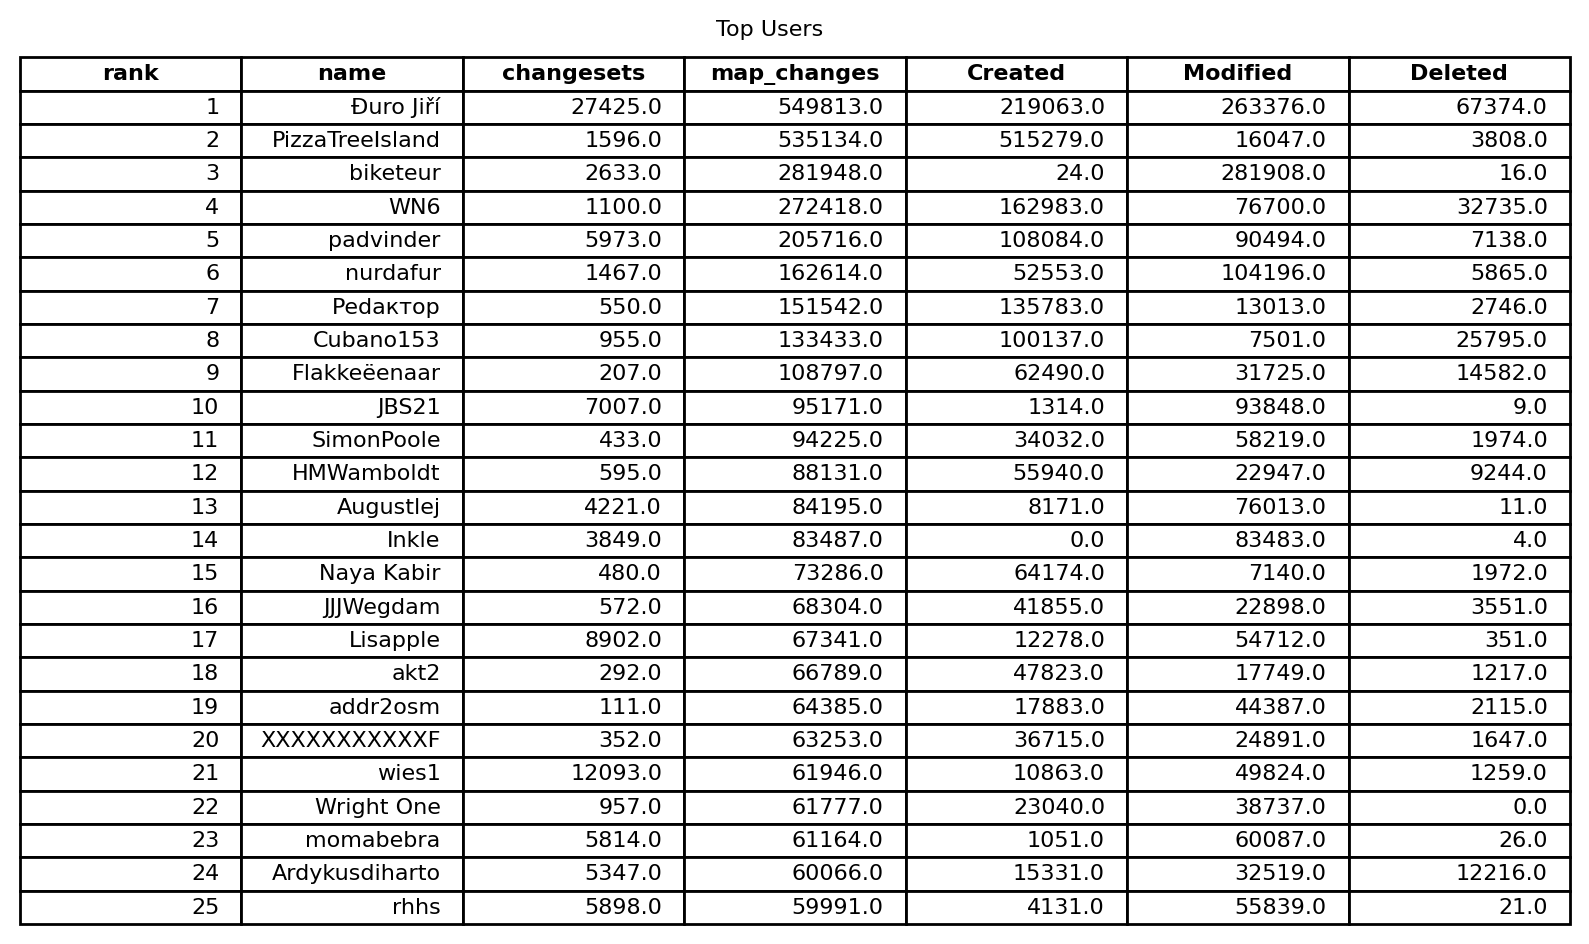 Top Users
rank name changesets map_changes Created Modified Deleted
1 Đuro Jiří 27425.0 549813.0 219063.0 263376.0 67374.0
2 PizzaTreeIsland 1596.0 535134.0 515279.0 16047.0 3808.0
3 biketeur 2633.0 281948.0 24.0 281908.0 16.0
4 WN6 1100.0 272418.0 162983.0 76700.0 32735.0
5 padvinder 5973.0 205716.0 108084.0 90494.0 7138.0
6 nurdafur 1467.0 162614.0 52553.0 104196.0 5865.0
7 Pedaктop 550.0 151542.0 135783.0 13013.0 2746.0
8 Cubano153 955.0 133433.0 100137.0 7501.0 25795.0
9 Flakkeëenaar 207.0 108797.0 62490.0 31725.0 14582.0
10 JBS21 7007.0 95171.0 1314.0 93848.0 9.0
11 SimonPoole 433.0 94225.0 34032.0 58219.0 1974.0
12 HMWamboldt 595.0 88131.0 55940.0 22947.0 9244.0
13 Augustlej 4221.0 84195.0 8171.0 76013.0 11.0
14 Inkle 3849.0 83487.0 0.0 83483.0 4.0
15 Naya Kabir 480.0 73286.0 64174.0 7140.0 1972.0
16 JJJWegdam 572.0 68304.0 41855.0 22898.0 3551.0
17 Lisapple 8902.0 67341.0 12278.0 54712.0 351.0
18 akt2 292.0 66789.0 47823.0 17749.0 1217.0
19 addr2osm 111.0 64385.0 17883.0 44387.0 2115.0
20 XXXXXXXXXXXF 352.0 63253.0 36715.0 24891.0 1647.0
21 wies1 12093.0 61946.0 10863.0 49824.0 1259.0
22 Wright One 957.0 61777.0 23040.0 38737.0 0.0
23 momabebra 5814.0 61164.0 1051.0 60087.0 26.0
24 Ardykusdiharto 5347.0 60066.0 15331.0 32519.0 12216.0
25 rhhs 5898.0 59991.0 4131.0 55839.0 21.0